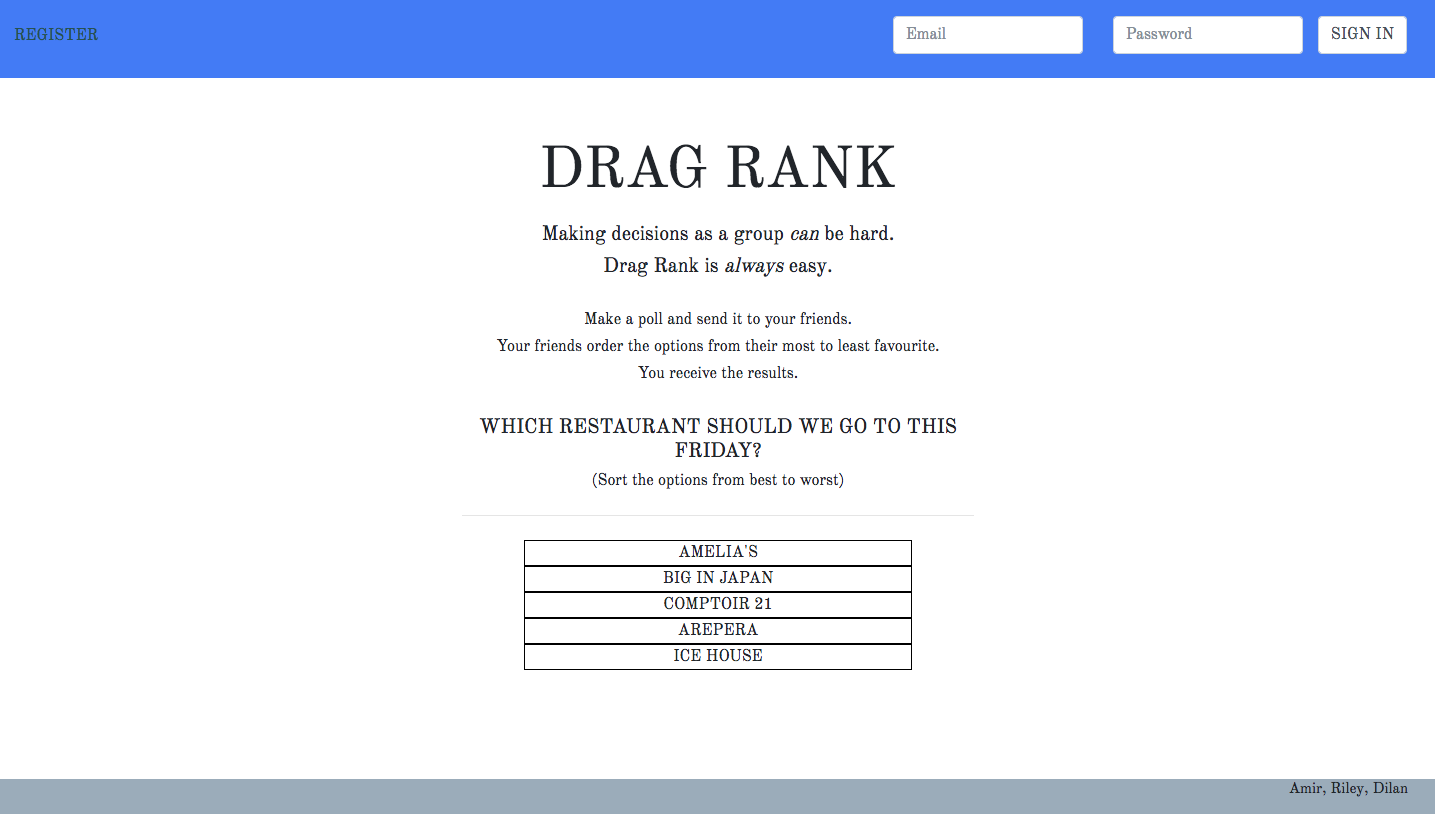 REGISTER
Email
Password
SIGN IN
DRAG RANK
Making decisions as a group can be hard.
Drag Rank is always easy.
Make a poll and send it to your friends.
Your friends order the options from their most to least favourite.
You receive the results.
WHICH RESTAURANT SHOULD WE GO TO THIS
FRIDAY?
(Sort the options from best to worst)
AMELIA'S
BIG IN JAPAN
COMPTOIR 21
AREPERA
ICE HOUSE
Amir, Riley, Dilan